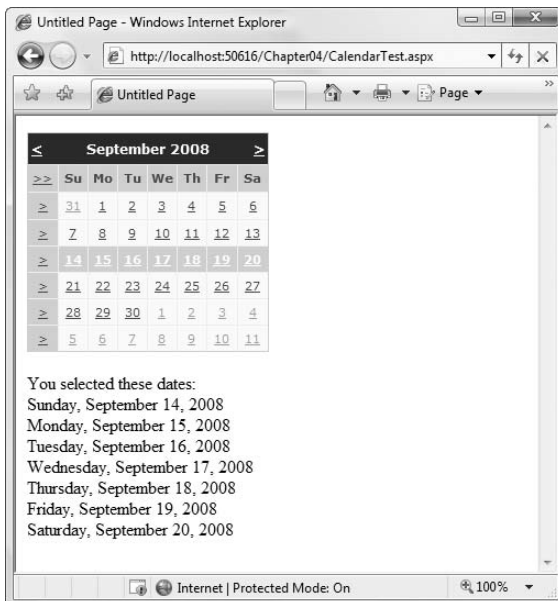 Untitled Page - Windows Internet Explorer
http://localhost:50616/Chapter04/CalendarTest.aspx
Untitled Page
Page
»
< September 2008 >
>> Su Mo Tu We Th Fr Sa
> 31 1 2 3 4 5 6
> 7 8 9 10 11 12 13
> 14 15 16 17 18 19 20
> 21 22 23 24 25 26 27
> 28 29 30 1 2 3 4
> 5 6 7 8 9 10 11
You selected these dates:
Sunday, September 14, 2008
Monday, September 15, 2008
Tuesday, September 16, 2008
Wednesday, September 17, 2008
Thursday, September 18, 2008
Friday, September 19, 2008
Saturday, September 20, 2008
Internet | Protected Mode: On
100%